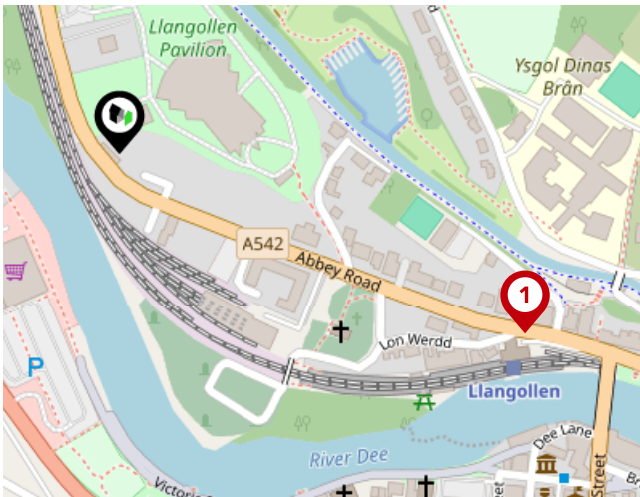 Llangollen
Pavilion
Ysgol Dinas
Brân
A542
Abbey Road
1
Lon Werdd
P
Llangollen
Dee Lane
River Dee
Street
Victoria